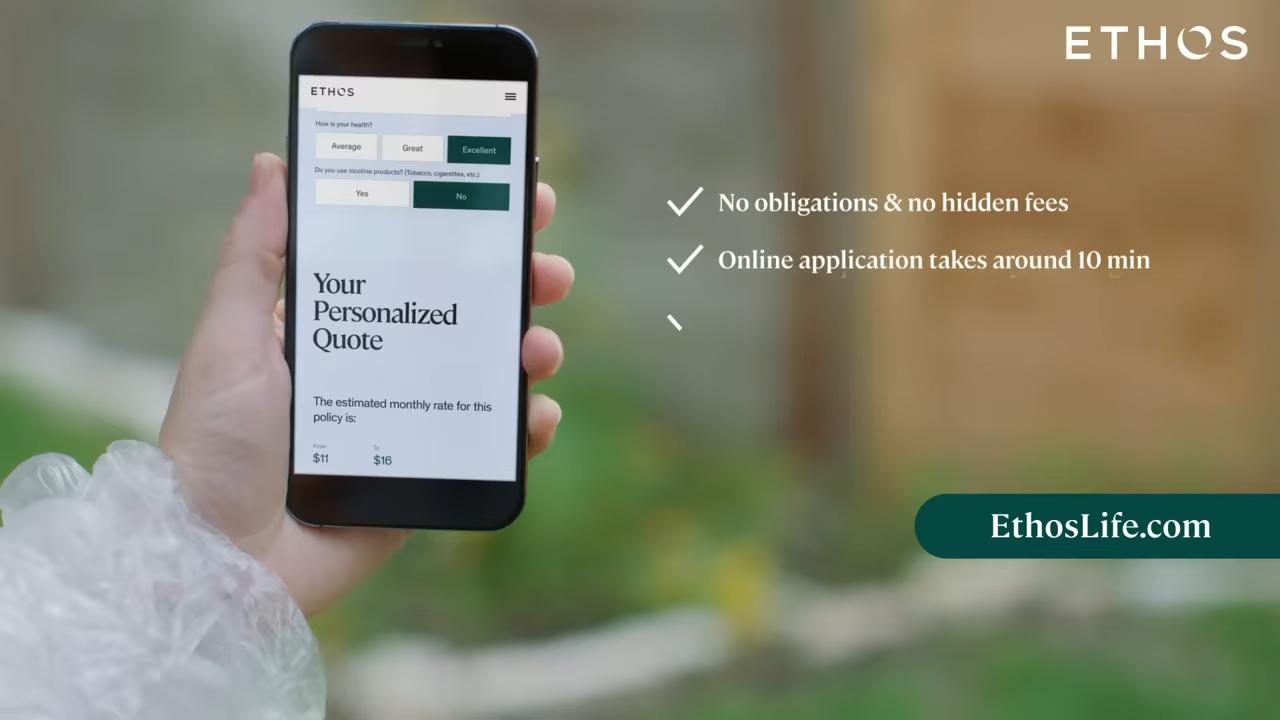 ETHOS
ETHOS
How is your health?
Average Great Excellent
Do you use nicotine products? (Tobacco, cigarettes, etc.)
Yes No
Your
Personalized
Quote
The estimated monthly rate for this
policy is:
From To
$11 $16
No obligations & no hidden fees
Online application takes around 10 min
EthosLife.com